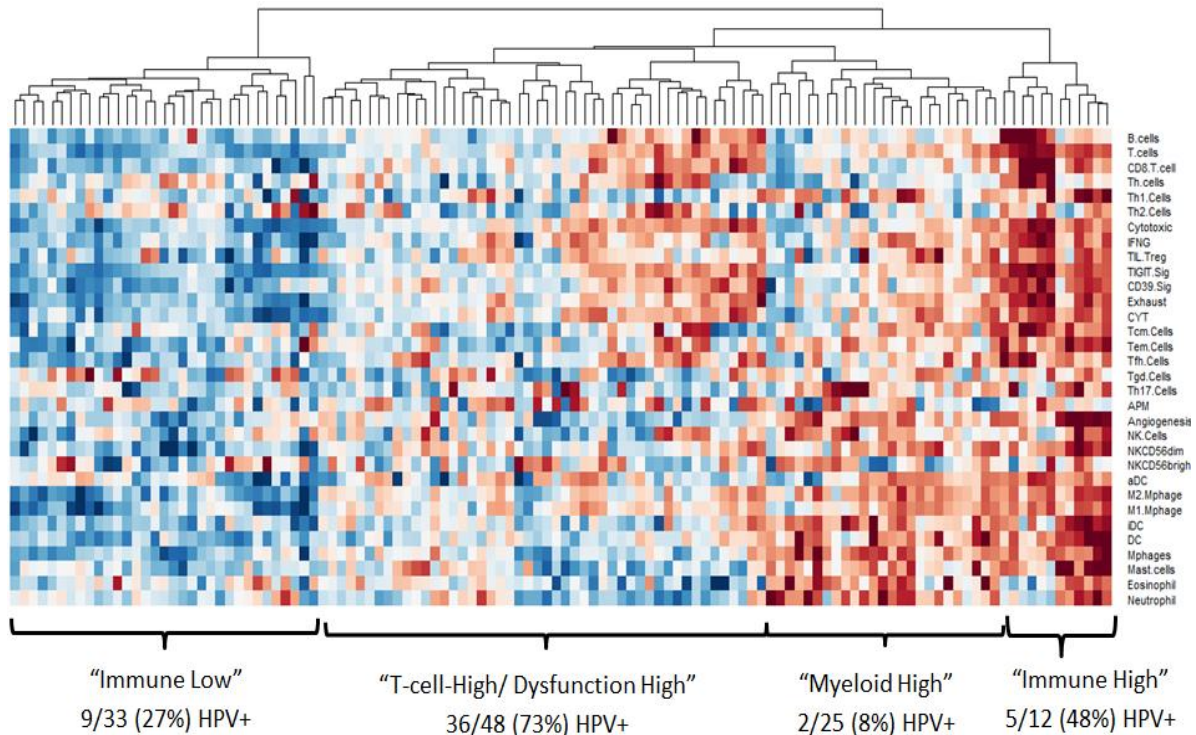 B.cells
T.cells
CD8.T.cell
Th.cells
Th1.Cells
Th2.Cells
Cytotoxic
IFNG
TIL.Treg
TIGIT.Sig
CD39.Sig
Exhaust
CYT
Tcm.Cells
Tem.Cells
Tfh.Cells
Tgd.Cells
Th17.Cells
APM
Angiogenesis
NK.Cells
NKCD56dim
NKCD56brigh
aDC
M2.Mphage
M1.Mphage
iDC
DC
Mphages
Mast.cells
Eosinophil
Neutrophil
“Immune Low”
9/33 (27%) HPV+
“T-cell-High/ Dysfunction High”
36/48 (73%) HPV+
“Myeloid High”
2/25 (8%) HPV+
“Immune High”
5/12 (48%) HPV+